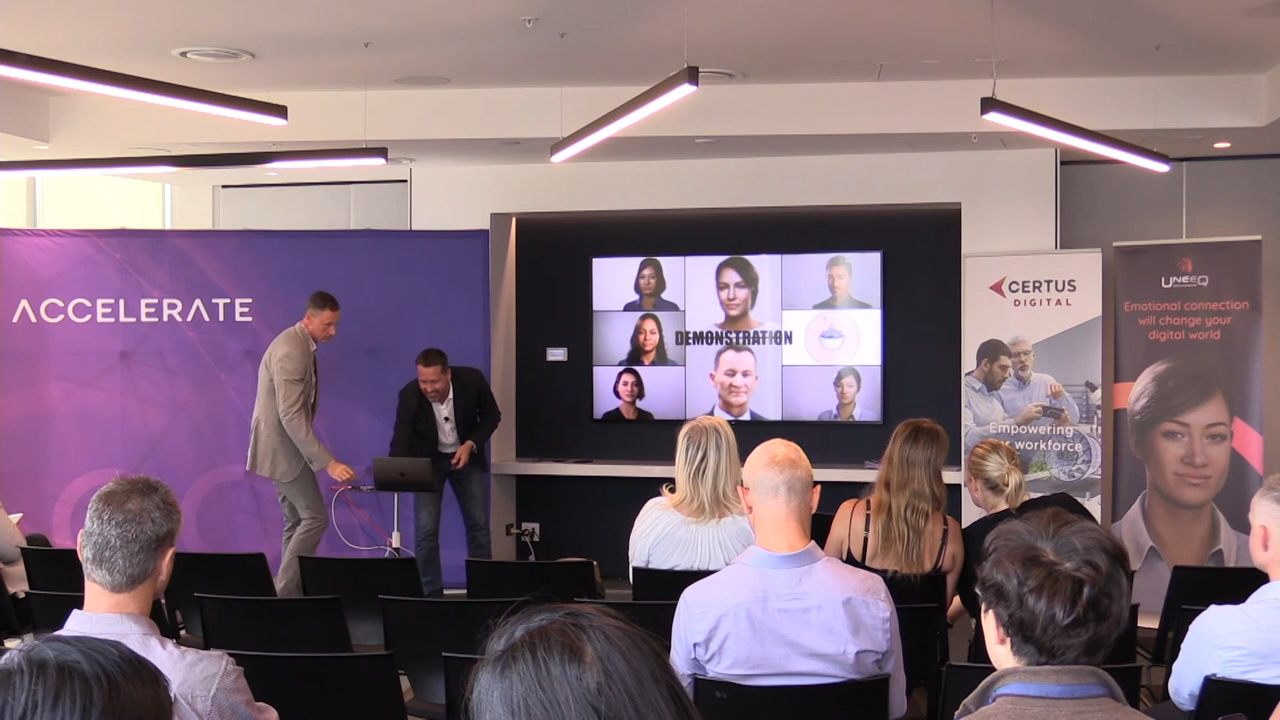 ACCELERATE
DEMONSTRATION
CERTUS
DIGITAL
Empowering
workforce
UNEEQ
Emotional connection
will change your
digital world